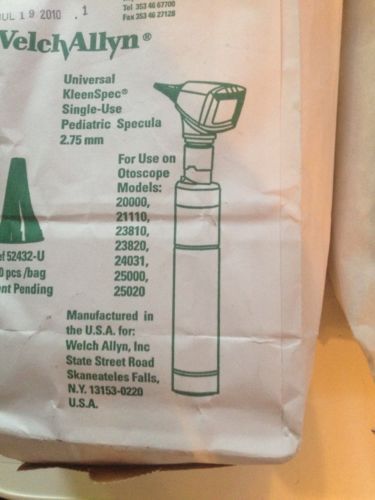 JUL 19 2010 .1
Tel 353 46 67700
Fax 353 46 27128
WelchAllyn®
Universal
KleenSpec®
Single-Use
Pediatric Specula
2.75 mm
For Use on
Otoscope
Models:
20000,
21110,
23810,
23820,
24031,
25000,
25020
ef 52432-U
0 pcs/bag
ent Pending
Manufactured in
the U.S.A. for:
Welch Allyn, Inc
State Street Road
Skaneateles Falls,
N.Y. 13153-0220
U.S.A.